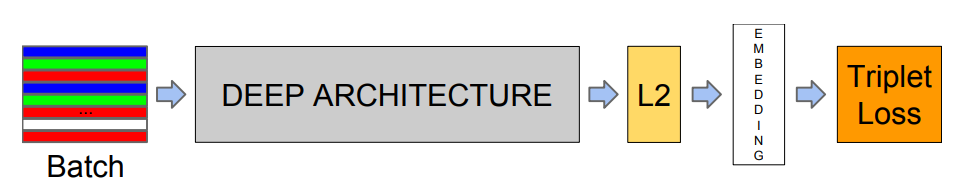 ...
Batch
DEEP ARCHITECTURE
L2
EMBEDDING
Triplet
Loss